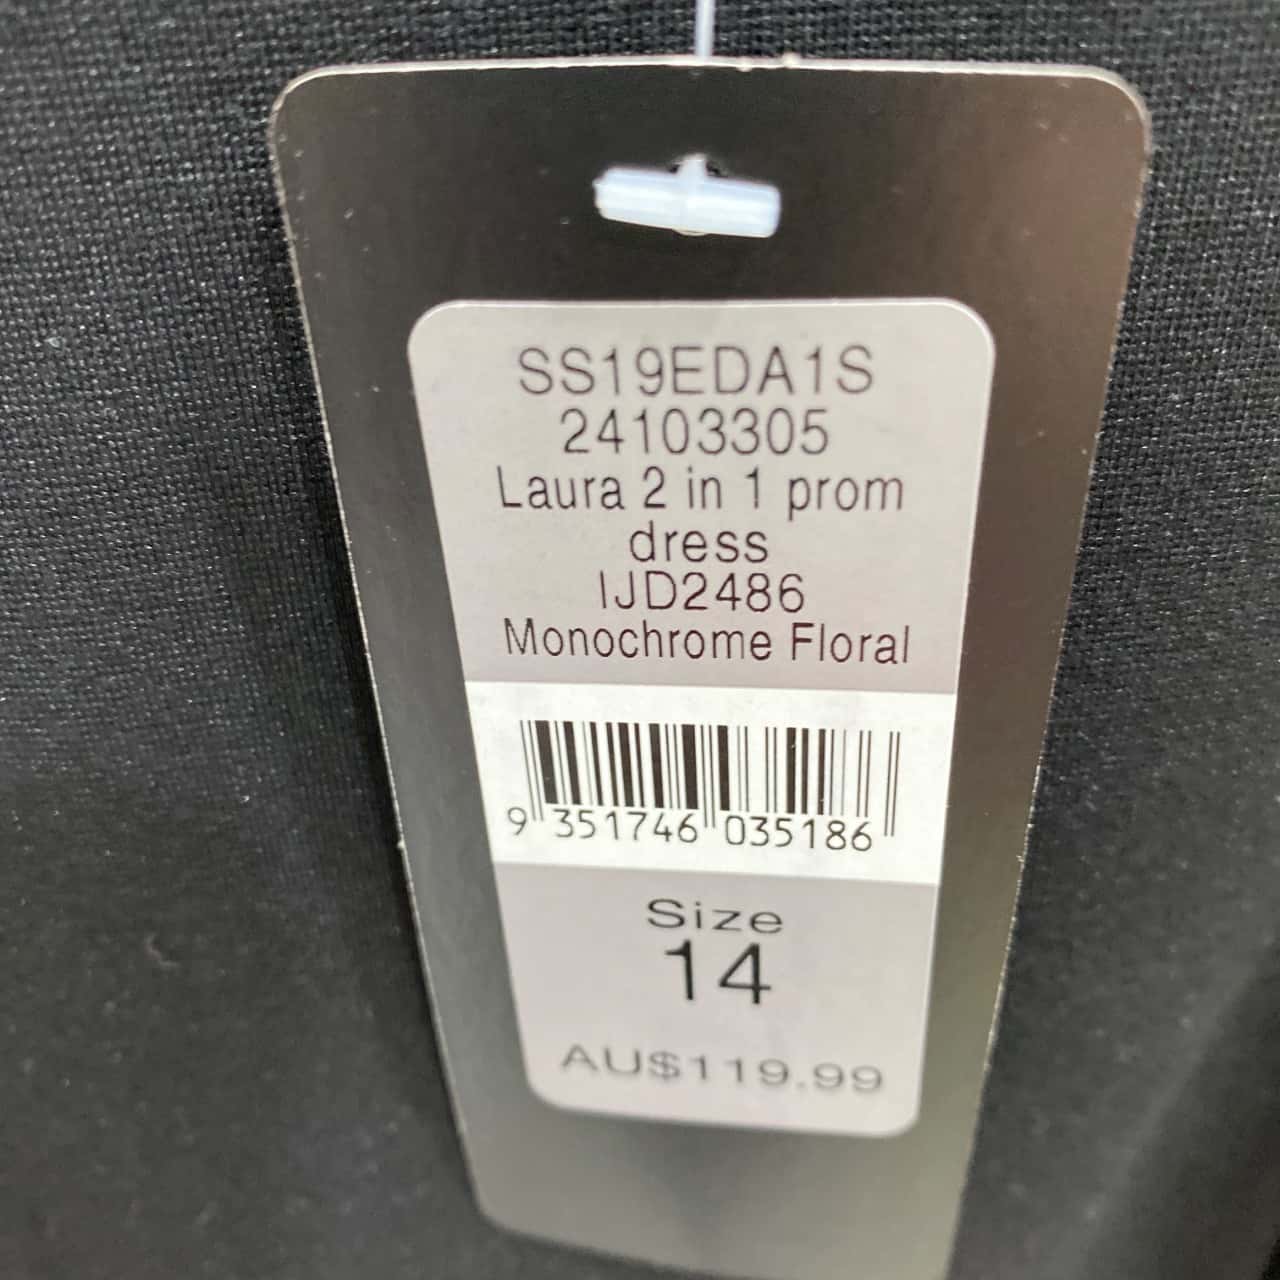 SS19EDA1S
24103305
Laura 2 in 1 prom
dress
IJD2486
Monochrome Floral
9 351746 035186
Size
14
AU$119.99